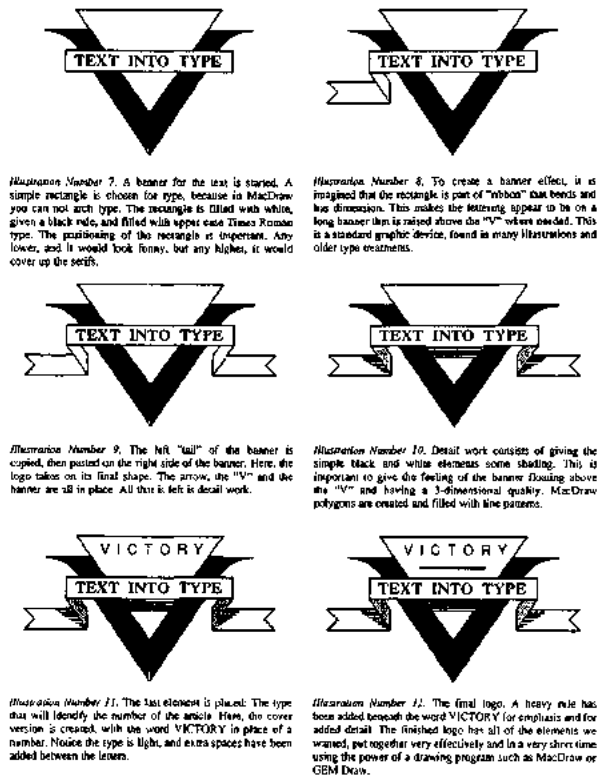 TEXT INTO TYPE
TEXT INTO TYPE
Illustration Number 7. A banner for the text is started. A
simple rectangle is chosen for type, because in MacDraw
you can not arch type. The rectangle is filled with white,
given a black rule, and filled with upper case Times Roman
type. The positioning of the rectangle is important. Any
lower, and it would look funny, but any higher, it would
cover up the serifs.
Illustration Number 8. To create a banner effect, it is
imagined that the rectangle is part of "ribbon" that bends and
has dimension. This makes the lettering appear to be on a
long banner that is raised above the "V" where needed. This
is a standard graphic device, found in many illustrations and
older type treatments.
TEXT INTO TYPE
TEXT INTO TYPE
Illustration Number 9. The left "tail" of the banner is
copied, then pasted on the right side of the banner. Here, the
logo takes on its final shape. The arrow, the "V" and the
banner are all in place. All that is left is detail work.
Illustration Number 10. Detail work consists of giving the
simple black and white elements some shading. This is
important to give the feeling of the banner floating above
the "V" and having a 3-dimensional quality. MacDraw
polygons are created and filled with line patterns.
VICTORY
TEXT INTO TYPE
VICTORY
TEXT INTO TYPE
Illustration Number 11. The last element is placed: The type
that will identify the number of the article. Here, the cover
version is created, with the word VICTORY in place of a
number. Notice the type is light, and extra spaces have been
added between the letters.
Illustration Number 12. The final logo. A heavy rule has
been added beneath the word VICTORY for emphasis and for
added detail. The finished logo has all of the elements we
wanted, put together very effectively and in a very short time
using the power of a drawing program such as MacDraw or
GEM Draw.